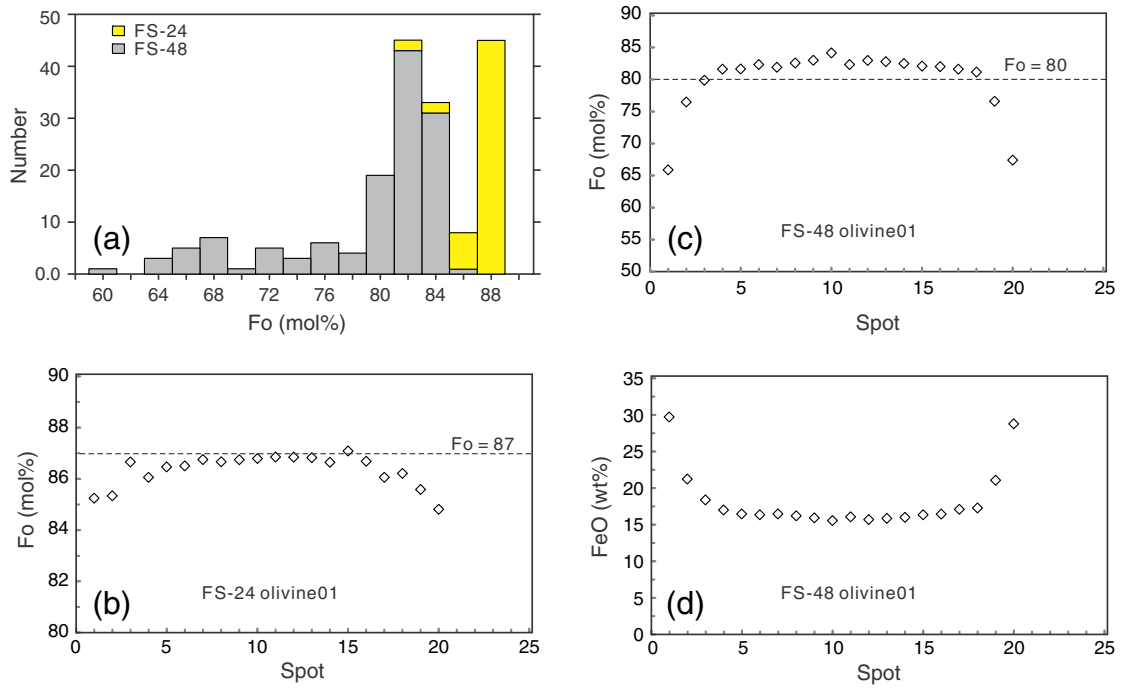 50
40
30
20
10
0.0
Number
FS-24
FS-48
(a)
60 64 68 72 76 80 84 88
Fo (mol%)
90
85
80
75
70
65
60
55
50
Fo (mol%)
Fo = 80
(c)
FS-48 olivine01
0 5 10 15 20 25
Spot
90
88
86
84
82
80
Fo (mol%)
Fo = 87
(b)
FS-24 olivine01
0 5 10 15 20 25
Spot
35
30
25
20
15
10
5
0
FeO (wt%)
(d)
FS-48 olivine01
0 5 10 15 20 25
Spot